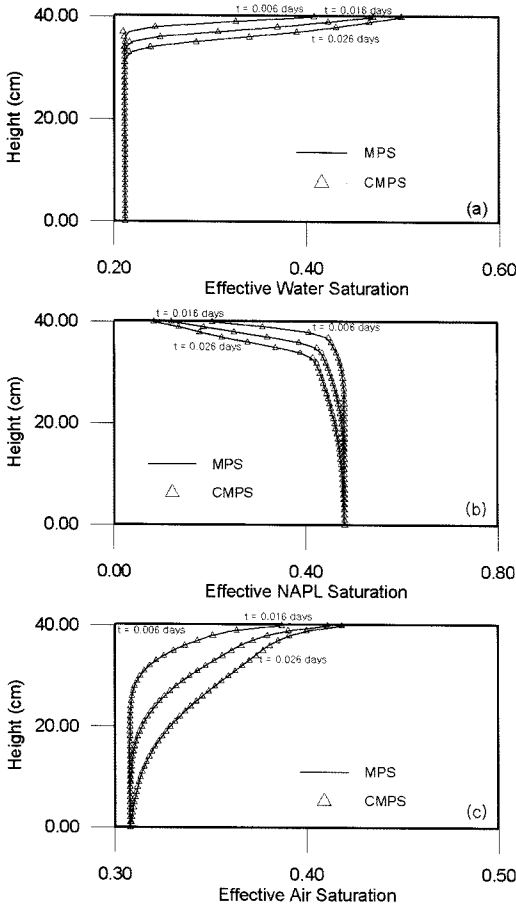 t = 0.006 days
t = 0.016 days
40.00
t = 0.026 days
Height (cm)
20.00
MPS
CMPS
0.00
(a)
0.20
0.40
0.60
Effective Water Saturation
t = 0.016 days
40.00
t = 0.006 days
t = 0.026 days
Height (cm)
20.00
MPS
CMPS
(b)
0.00
0.00
0.40
0.80
Effective NAPL Saturation
t = 0.016 days
40.00
t = 0.006 days
t = 0.026 days
Height (cm)
20.00
MPS
CMPS
(c)
0.00
0.30
0.40
0.50
Effective Air Saturation